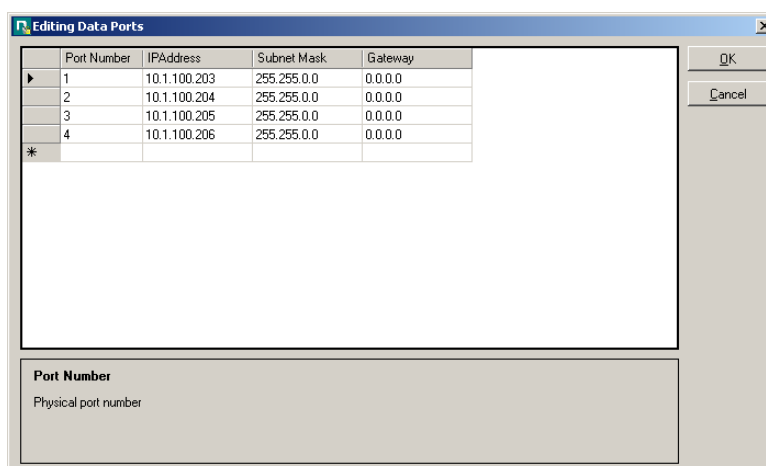 Editing Data Ports
Port Number IPAddress Subnet Mask Gateway
1 10.1.100.203 255.255.0.0 0.0.0.0
2 10.1.100.204 255.255.0.0 0.0.0.0
3 10.1.100.205 255.255.0.0 0.0.0.0
4 10.1.100.206 255.255.0.0 0.0.0.0
OK
Cancel
Port Number
Physical port number